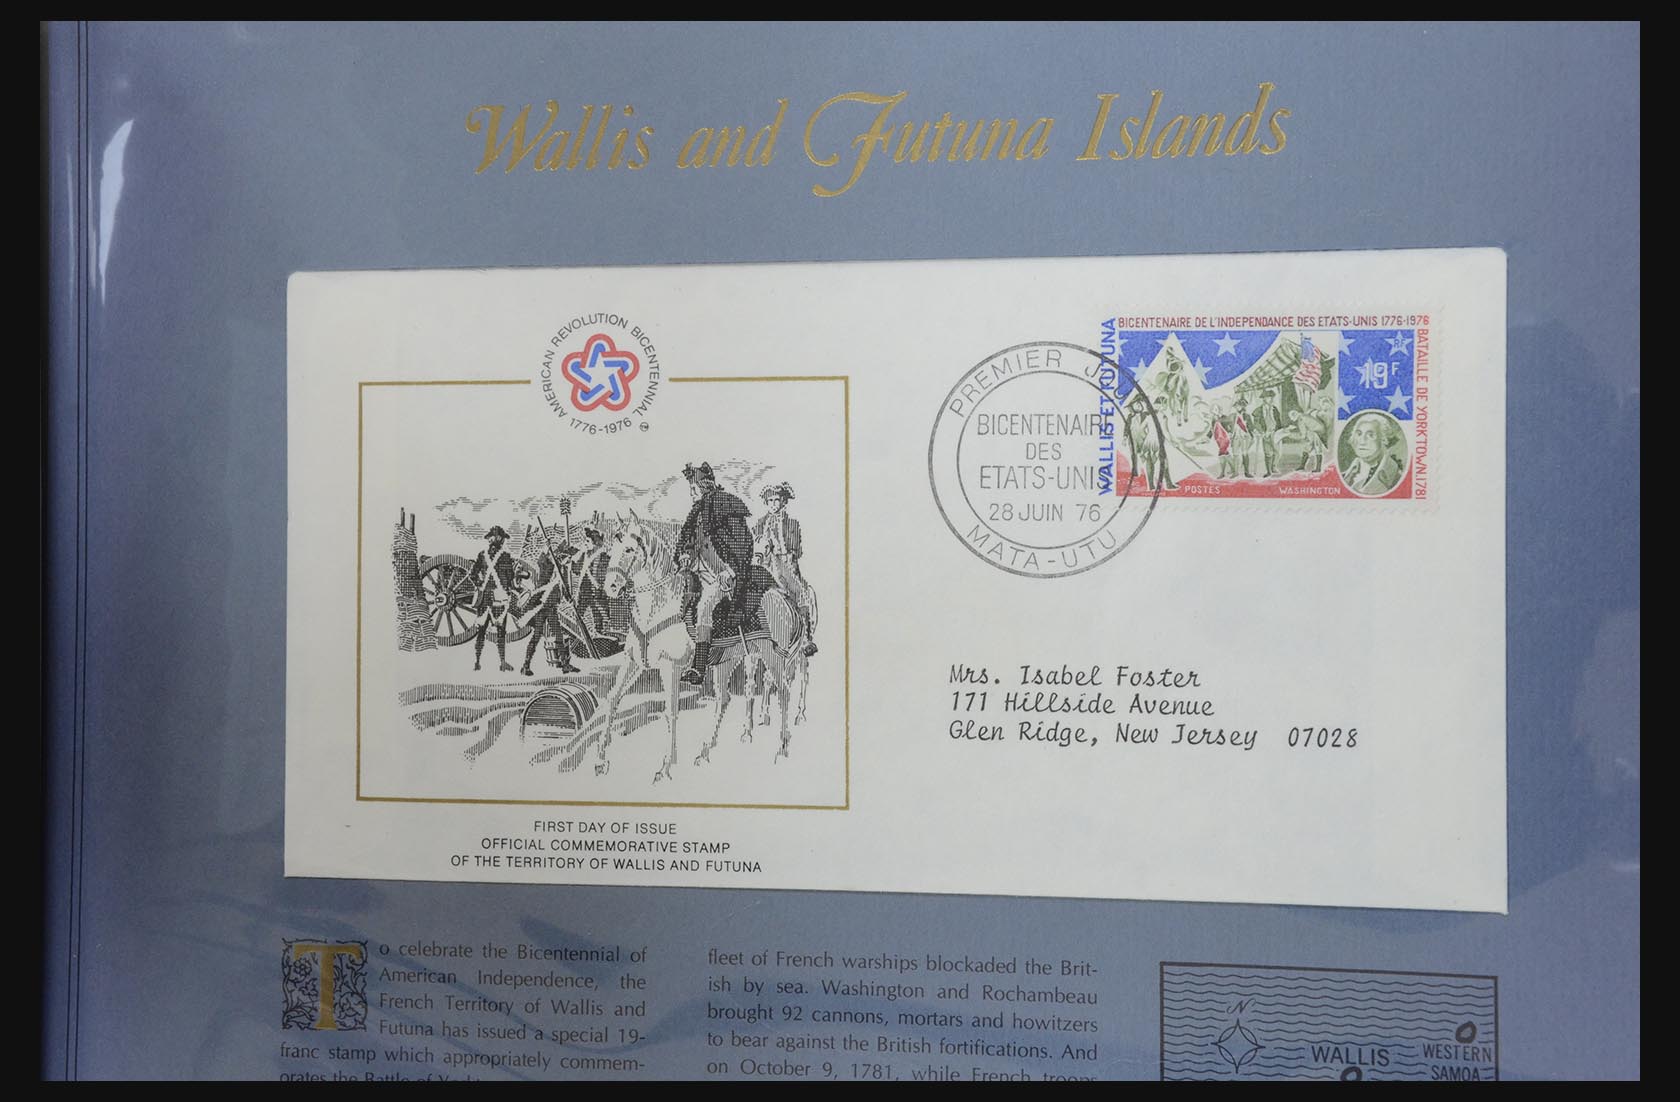 Wallis and Futuna Islands
AMERICAN REVOLUTION BICENTENNIAL
1776-1976
FIRST DAY OF ISSUE
OFFICIAL COMMEMORATIVE STAMP
OF THE TERRITORY OF WALLIS AND FUTUNA
PREMIER
BICENTENAIRE
DES
ETATS-UNIS
28 JUIN 76
MATA-UTU
BICENTENAIRE DE L'INDEPENDANCE DES ETATS-UNIS 1776-1976
WALLIS ET FUTUNA
BATAILLE DE YORKTOWN.1781
RF
19F
POSTES
WASHINGTON
Mrs. Isabel Foster
171 Hillside Avenue
Glen Ridge, New Jersey 07028
To celebrate the Bicentennial of
American Independence, the
French Territory of Wallis and
Futuna has issued a special 19-
franc stamp which appropriately commem-
orates the Battle of
fleet of French warships blockaded the Brit-
ish by sea. Washington and Rochambeau
brought 92 cannons, mortars and howitzers
to bear against the British fortifications. And
on October 9, 1781, while French troops
N
WALLIS
WESTERN
SAMOA